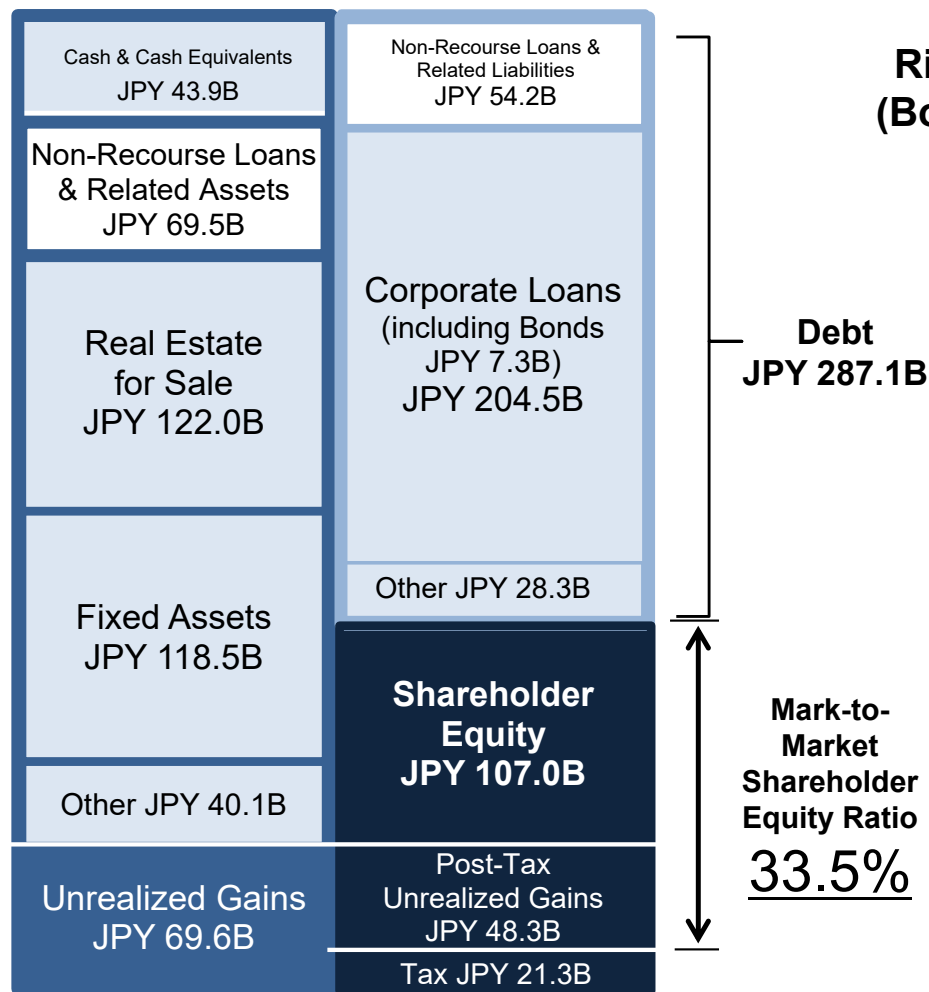 Cash & Cash Equivalents
JPY 43.9B
Non-Recourse Loans
& Related Assets
JPY 69.5B
Real Estate
for Sale
JPY 122.0B
Fixed Assets
JPY 118.5B
Other JPY 40.1B
Unrealized Gains
JPY 69.6B
Non-Recourse Loans &
Related Liabilities
JPY 54.2B
Corporate Loans
(including Bonds
JPY 7.3B)
JPY 204.5B
Other JPY 28.3B
Shareholder
Equity
JPY 107.0B
Post-Tax
Unrealized Gains
JPY 48.3B
Tax JPY 21.3B
Debt
JPY 287.1B
Mark-to-
Market
Shareholder
Equity Ratio
33.5%